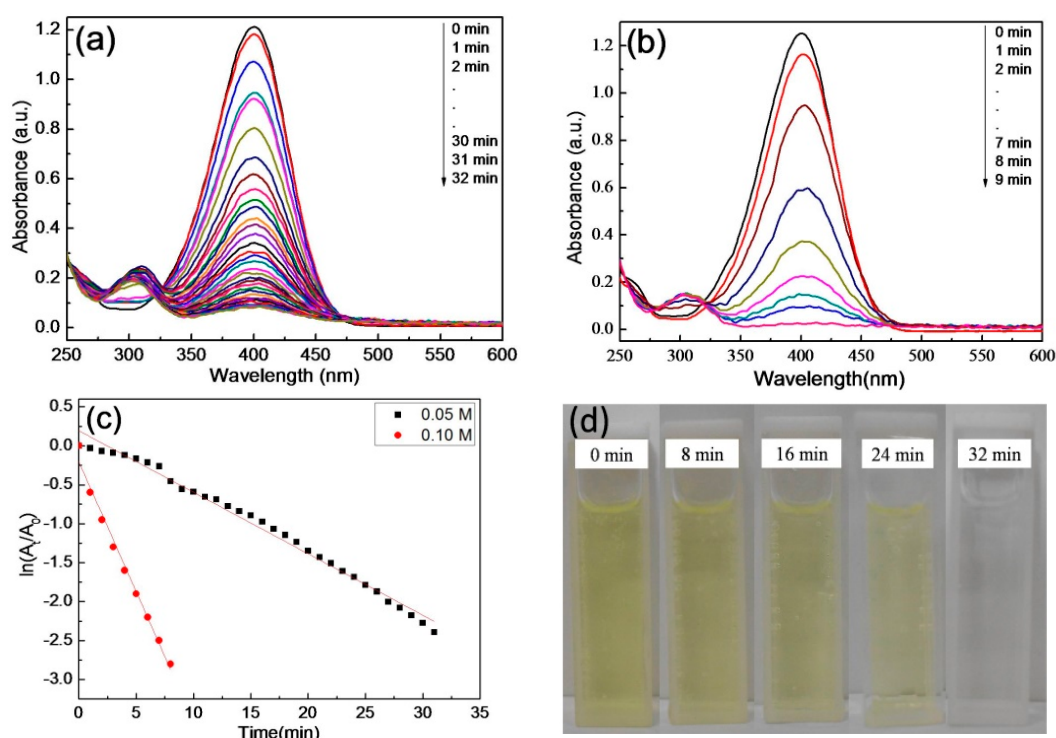 (a)
0 min
1 min
2 min
.
.
.
30 min
31 min
32 min
1.2
1.0
0.8
0.6
0.4
0.2
0.0
Absorbance (a.u.)
250 300 350 400 450 500 550 600
Wavelength (nm)
(b)
0 min
1 min
2 min
.
.
.
7 min
8 min
9 min
1.2
1.0
0.8
0.6
0.4
0.2
0.0
Absorbance (a.u.)
250 300 350 400 450 500 550 600
Wavelength(nm)
(c)
0.05 M
0.10 M
0.5
0.0
-0.5
-1.0
-1.5
-2.0
-2.5
-3.0
ln(At/A0)
0 5 10 15 20 25 30 35
Time(min)
(d)
0 min 8 min 16 min 24 min 32 min